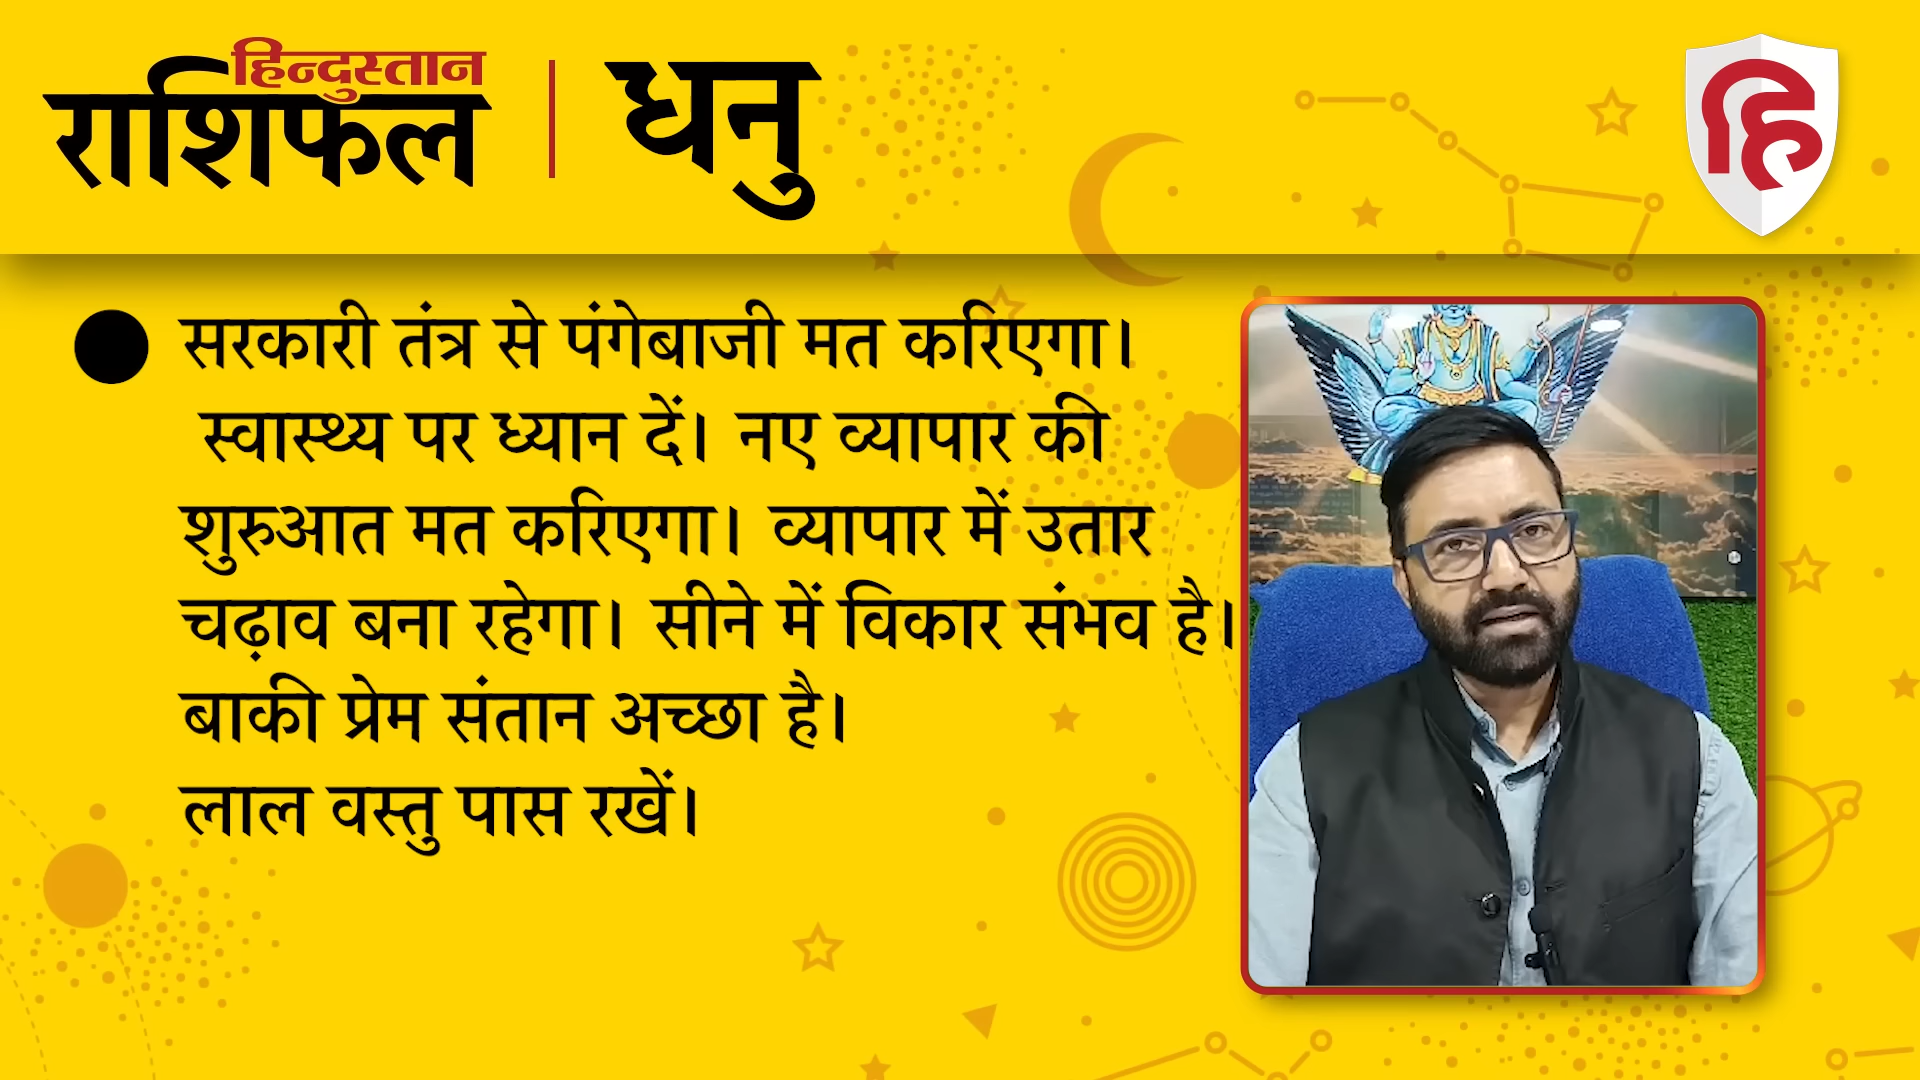 हिन्दुस्तान
राशिफल | धनु
हि
सरकारी तंत्र से पंगेबाजी मत करिएगा।
स्वास्थ्य पर ध्यान दें। नए व्यापार की
शुरुआत मत करिएगा। व्यापार में उतार
चढ़ाव बना रहेगा। सीने में विकार संभव है।
बाकी प्रेम संतान अच्छा है।
लाल वस्तु पास रखें।